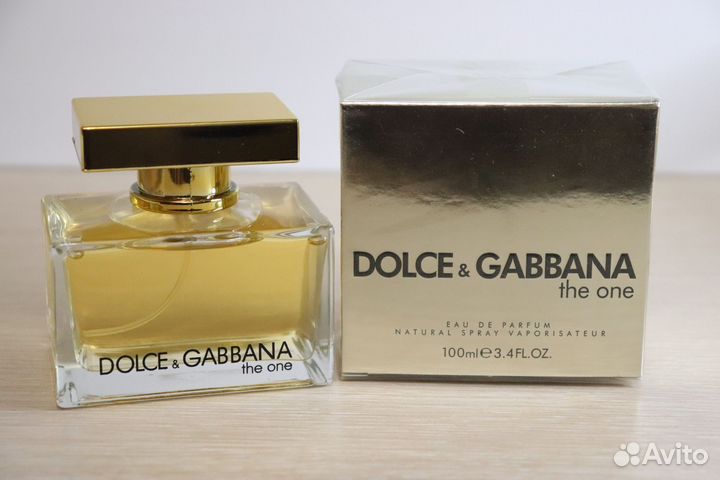 DOLCE & GABBANA
the one
DOLCE & GABBANA
the one
EAU DE PARFUM
NATURAL SPRAY VAPORISATEUR
100ml℮3.4FL.OZ.
Avito